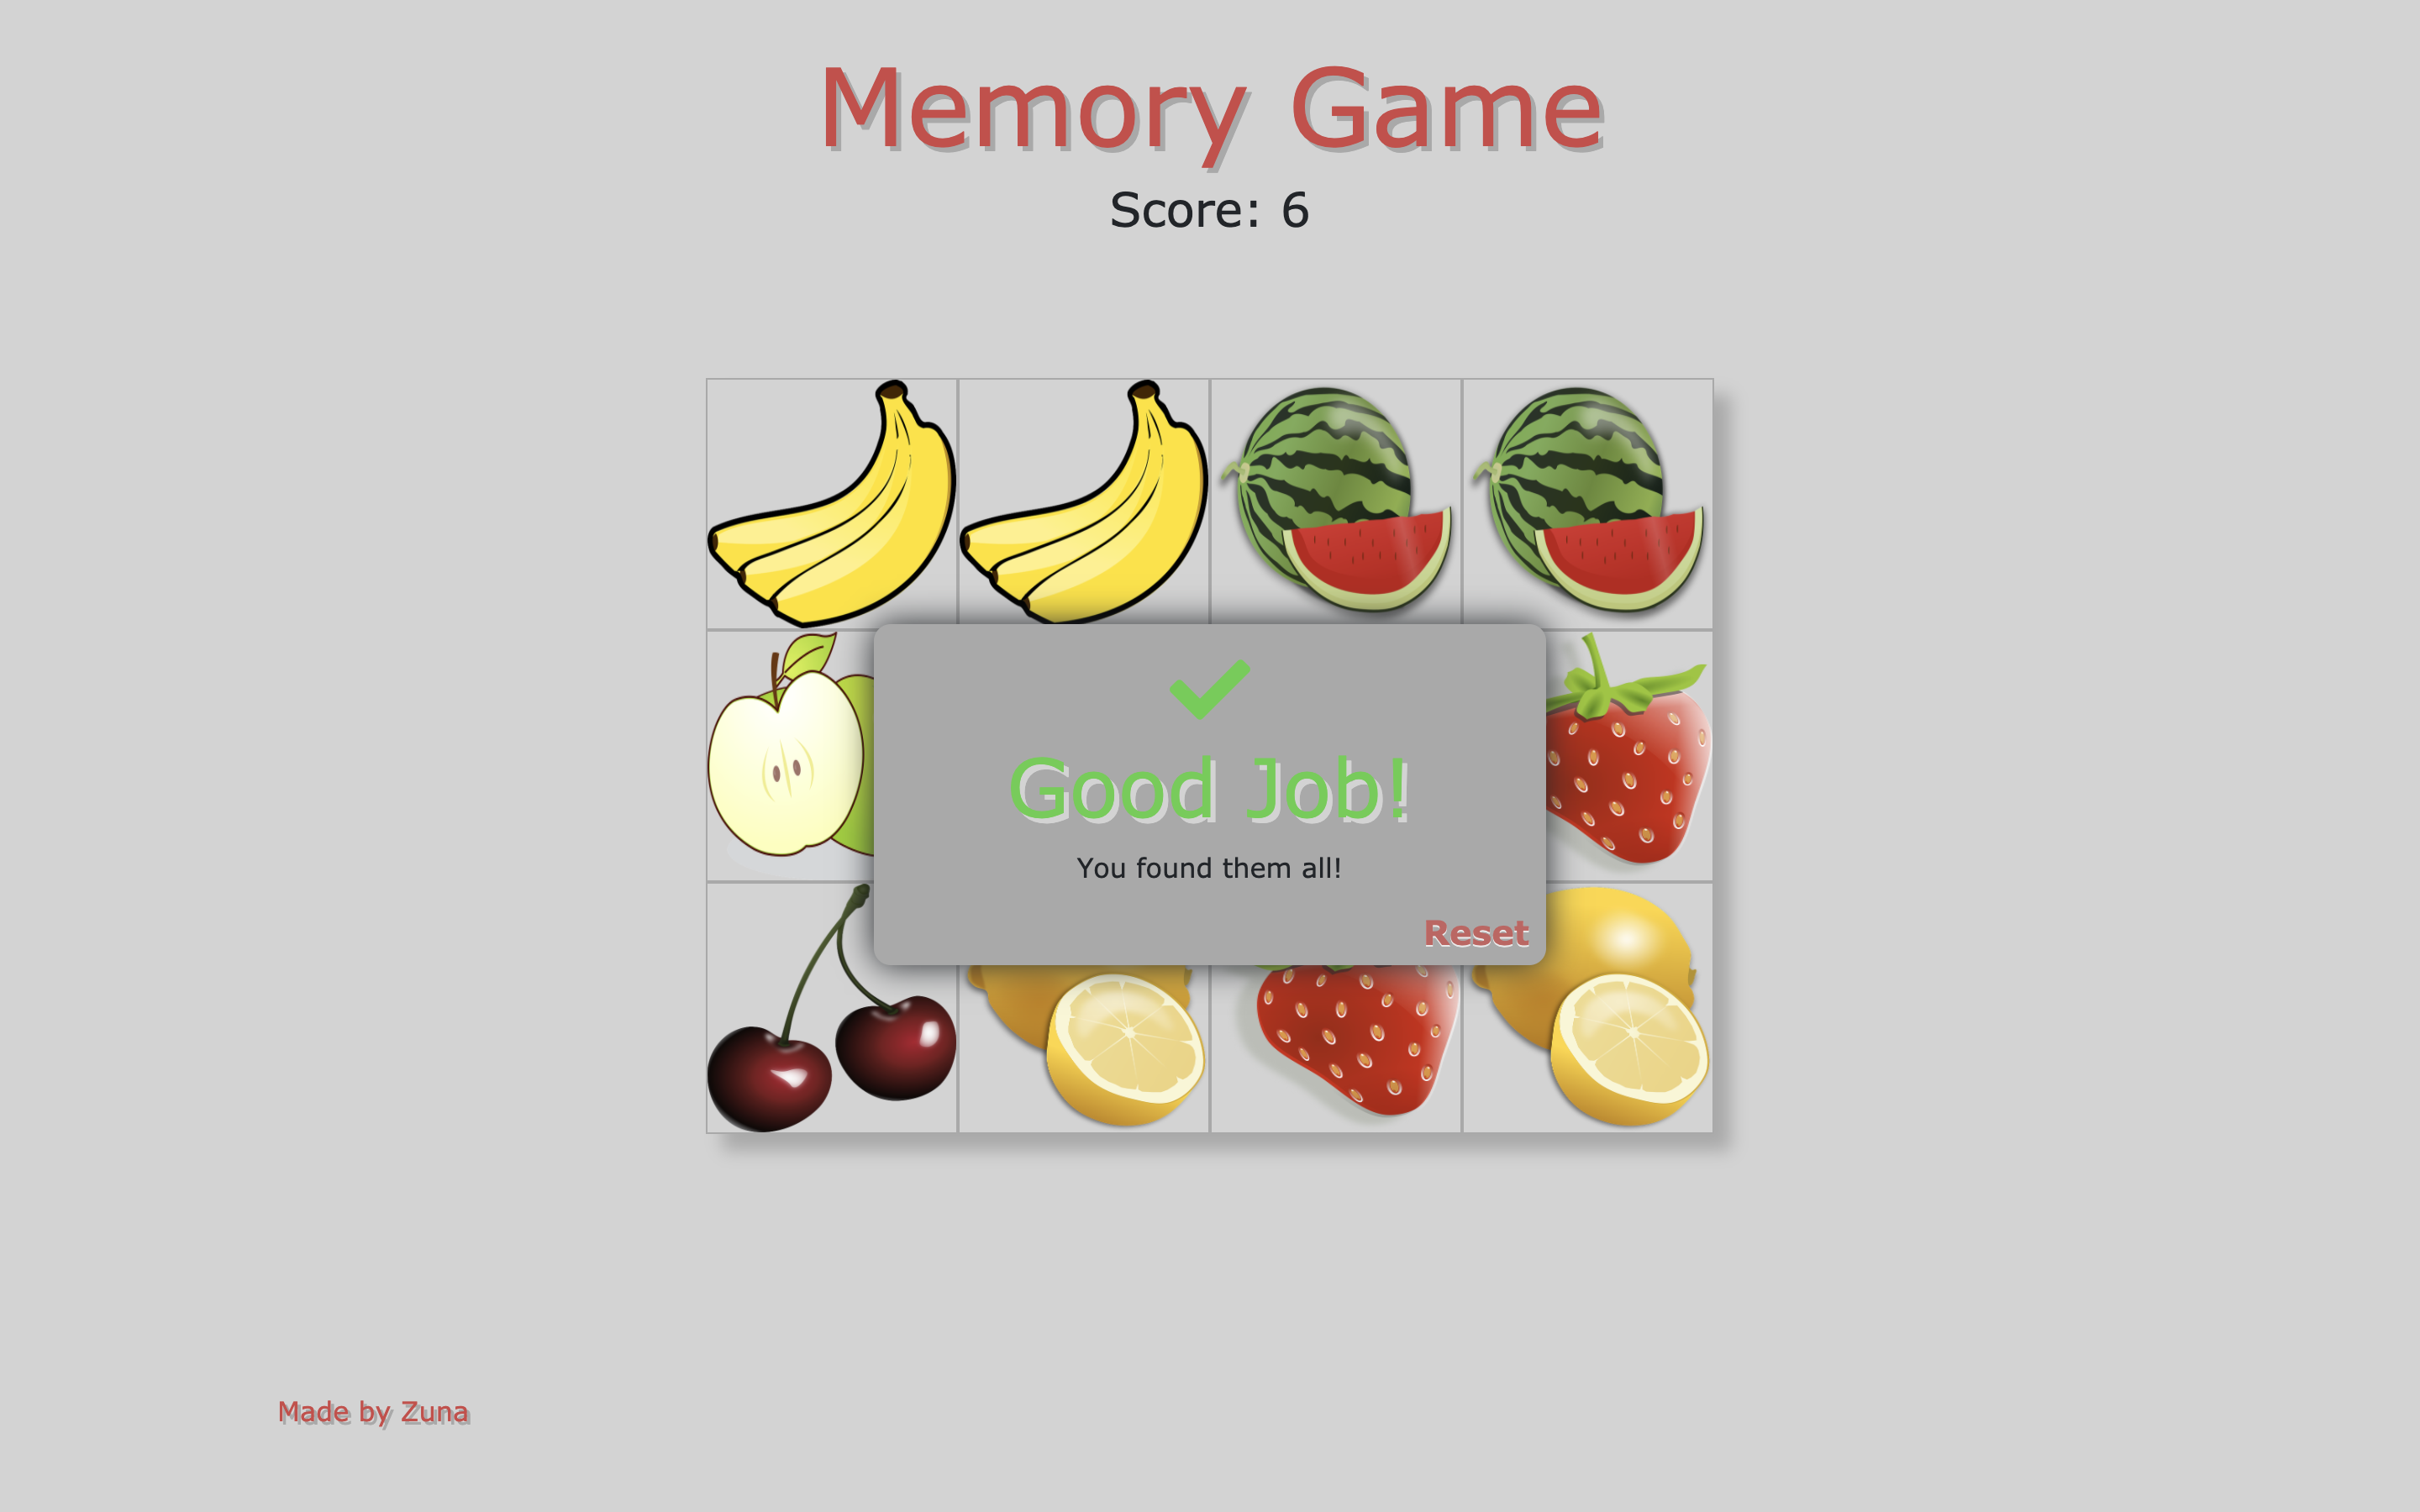 Memory Game
Score: 6
Good Job!
You found them all!
Reset
Made by Zuna